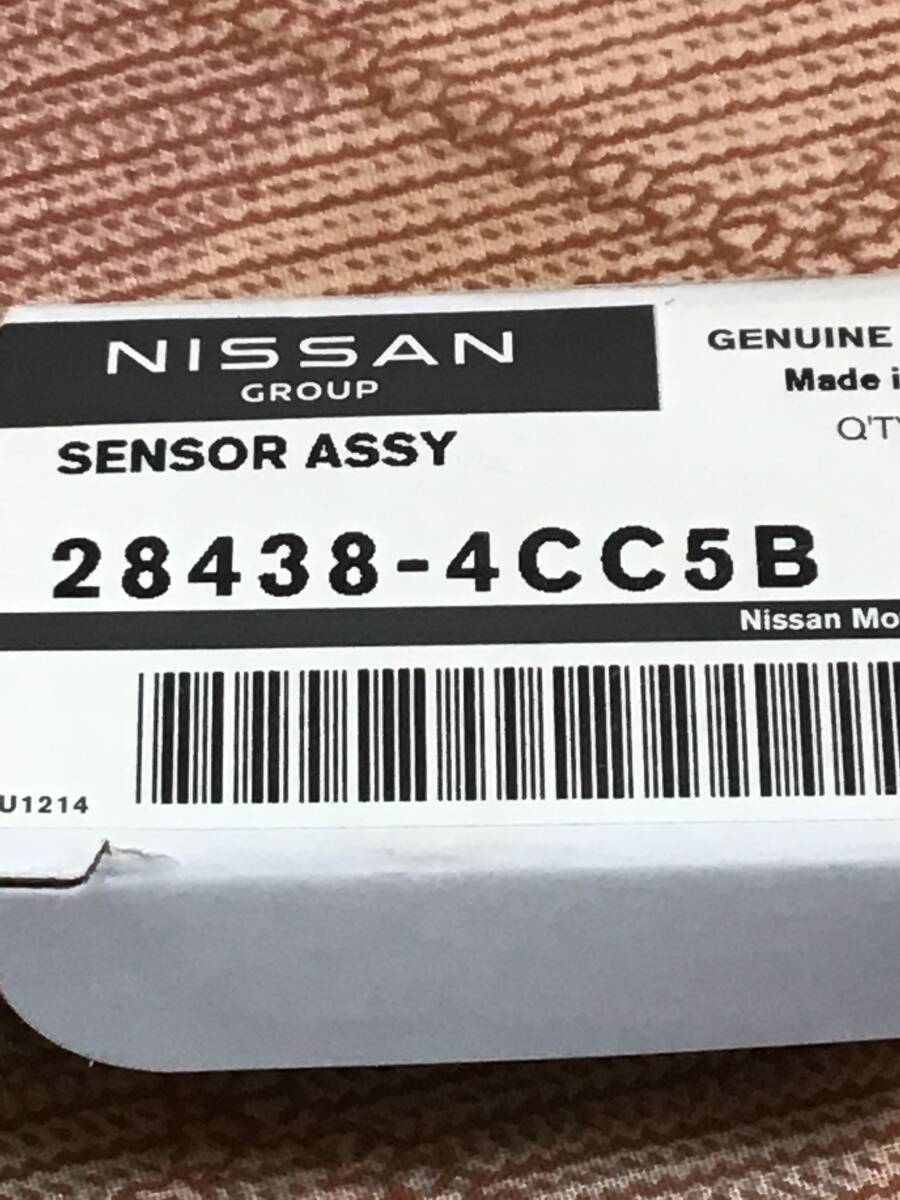 NISSAN
GROUP
GENUINE
Made i
Q'TY
SENSOR ASSY
28438-4CC5B
Nissan Mo
U1214